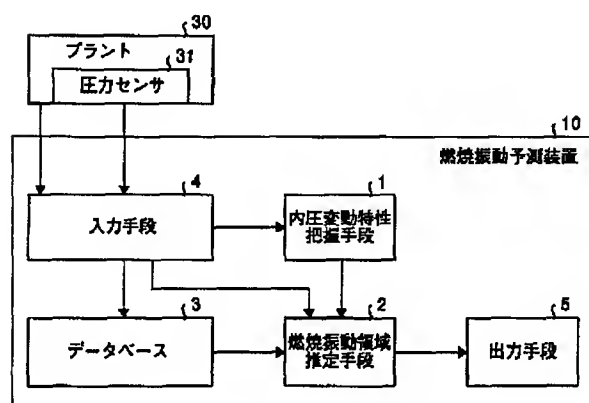 30
プラント
31
圧力センサ
10
燃焼振動予測装置
4
入力手段
1
内圧変動特性
把握手段
3
データベース
2
燃焼振動領域
推定手段
5
出力手段